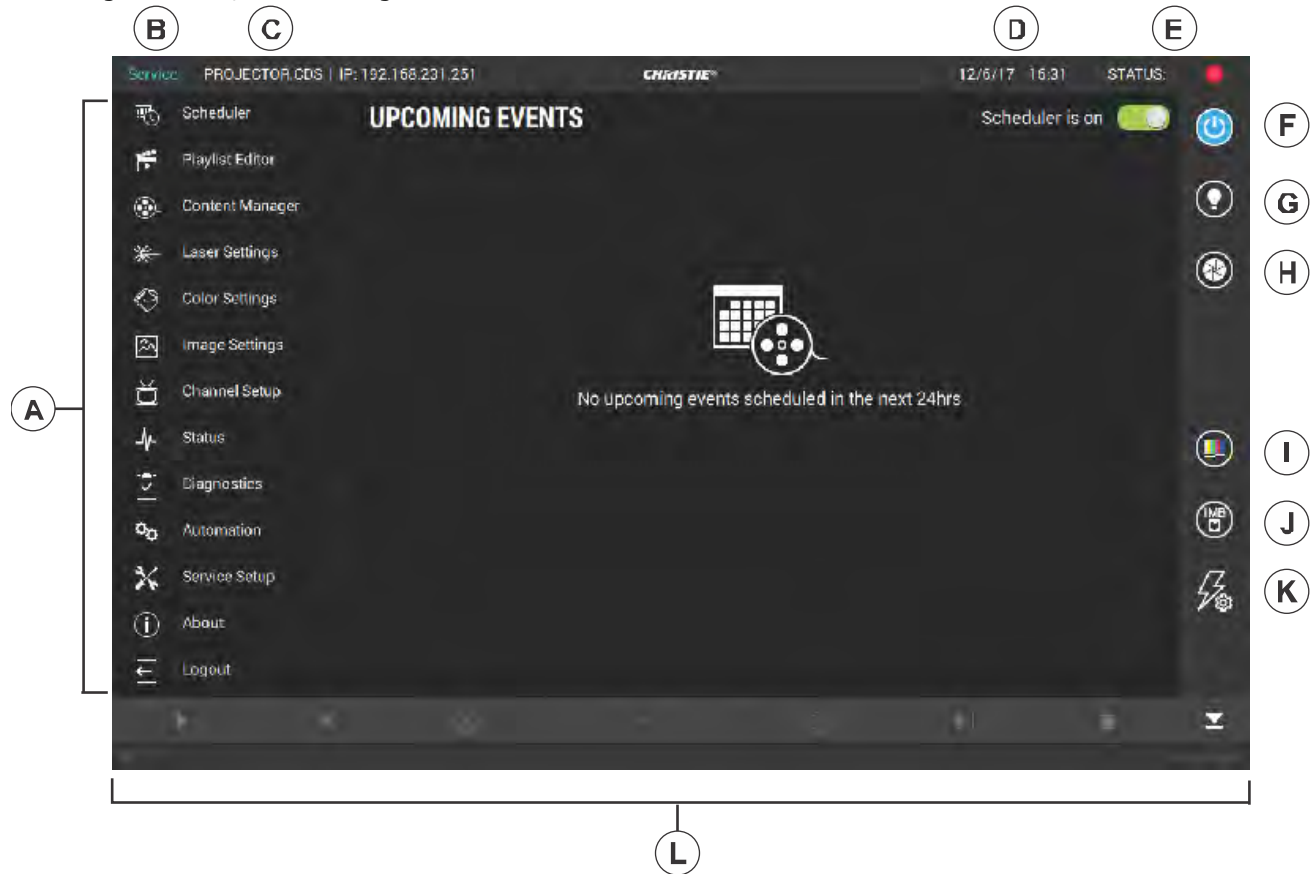 B C D E
Service PROJECTOR.CDS | IP: 192.168.231.251 CHRISTIE 12/6/17 16:31 STATUS:
Scheduler UPCOMING EVENTS Scheduler is on F
Playlist Editor
Content Manager G
Laser Settings H
Color Settings
Image Settings
Channel Setup No upcoming events scheduled in the next 24hrs
A
Status I
Diagnostics
Automation IMB J
Service Setup K
About
Logout
L